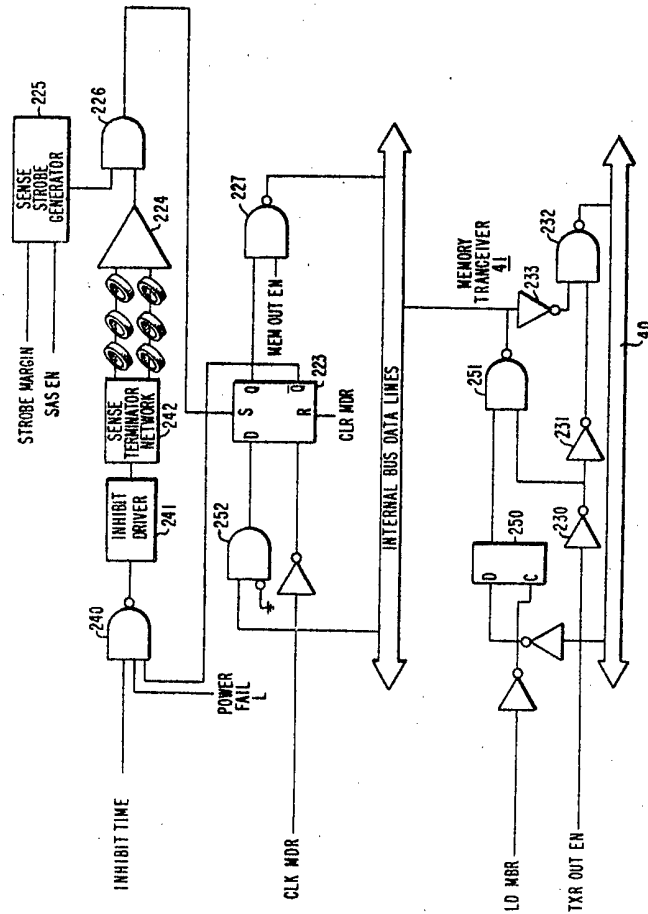 225
SENSE
STROBE
GENERATOR
STROBE MARGIN
SAS EN
226
224
SENSE
TERMINATOR
NETWORK
242
INHIBIT
DRIVER
241
240
INHIBIT TIME
POWER
FAIL
L
227
MEM OUT EN
S
Q
D
Q
R
223
CLR MDR
252
CLK MDR
INTERNAL BUS DATA LINES
MEMORY
TRANCEIVER
41
251
233
232
231
230
250
D
C
LD MBR
TXR OUT EN
40